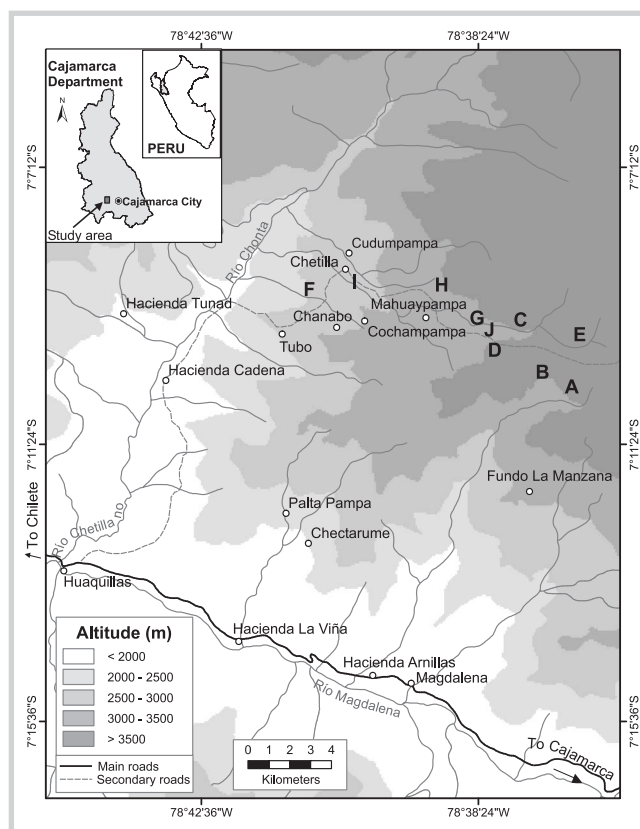 78°42'36"W
78°38'24"W
Cajamarca
Department
N
PERU
Cajamarca City
Study area
7°7'12"S
7°7'12"S
Río Chonta
Cudumpampa
Chetilla
F
I
H
Hacienda Tunad
Mahuaypampa
Chanabo
G
C
J
E
Cochampampa
Tubo
D
Hacienda Cadena
B
A
7°11'24"S
7°11'24"S
Fundo La Manzana
Palta Pampa
To Chilete
Río Chetilla no
Chectarume
Huaquillas
Altitude (m)
< 2000
2000 - 2500
2500 - 3000
3000 - 3500
> 3500
Main roads
Secondary roads
Hacienda La Viña
Hacienda Arnillas
Magdalena
Río Magdalena
7°15'36"S
7°15'36"S
To Cajamarca
0 1 2 3 4
Kilometers
78°42'36"W
78°38'24"W